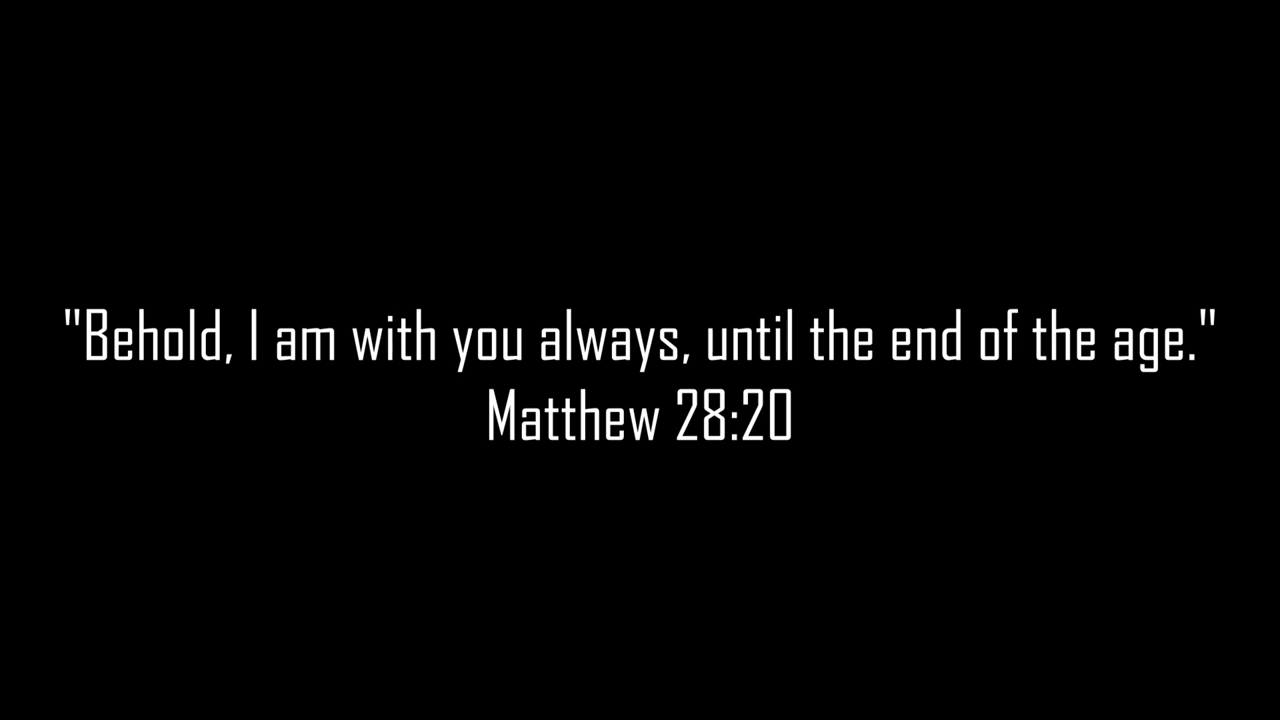 "Behold, I am with you always, until the end of the age."
Matthew 28:20